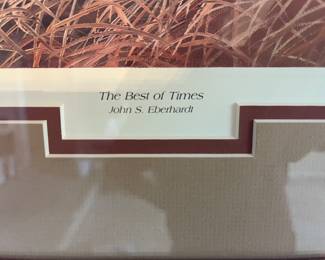 The Best of Times
John S. Eberhardt